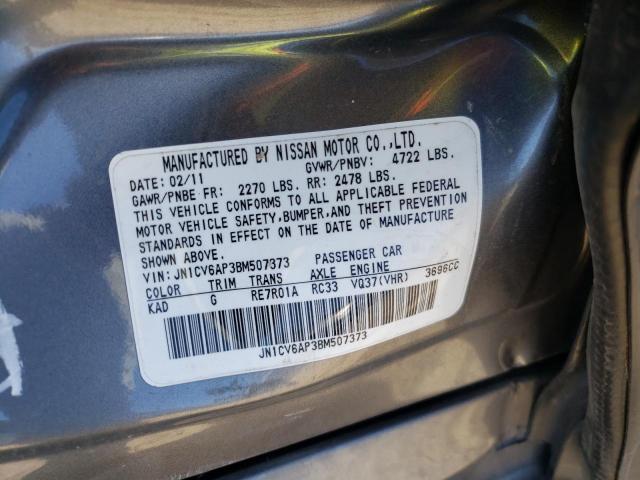 MANUFACTURED BY NISSAN MOTOR CO.,LTD.
DATE: 02/11 GVWR/PNBV: 4722 LBS.
GAWR/PNBE FR: 2270 LBS. RR: 2478 LBS.
THIS VEHICLE CONFORMS TO ALL APPLICABLE FEDERAL
MOTOR VEHICLE SAFETY,BUMPER,AND THEFT PREVENTION
STANDARDS IN EFFECT ON THE DATE OF MANUFACTURE
SHOWN ABOVE.
VIN: JN1CV6AP3BM507373 PASSENGER CAR
COLOR TRIM TRANS AXLE ENGINE
KAD G RE7R01A RC33 VQ37(VHR) 3696CC
JN1CV6AP3BM507373